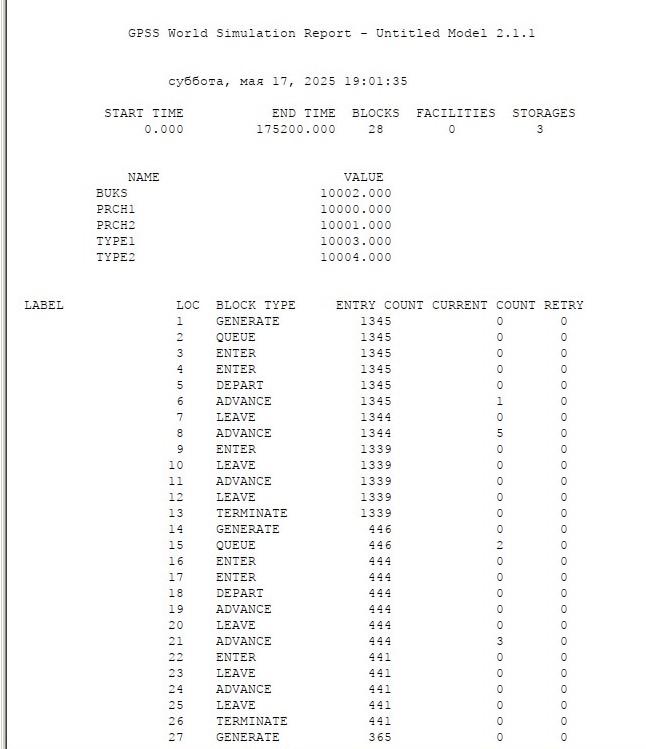 GPSS World Simulation Report - Untitled Model 2.1.1
суббота, мая 17, 2025 19:01:35
START TIME END TIME BLOCKS FACILITIES STORAGES
0.000 175200.000 28 0 3
NAME VALUE
BUKS 10002.000
PRCH1 10000.000
PRCH2 10001.000
TYPE1 10003.000
TYPE2 10004.000
LABEL LOC BLOCK TYPE ENTRY COUNT CURRENT COUNT RETRY
1 GENERATE 1345 0 0
2 QUEUE 1345 0 0
3 ENTER 1345 0 0
4 ENTER 1345 0 0
5 DEPART 1345 0 0
6 ADVANCE 1345 1 0
7 LEAVE 1344 0 0
8 ADVANCE 1344 5 0
9 ENTER 1339 0 0
10 LEAVE 1339 0 0
11 ADVANCE 1339 0 0
12 LEAVE 1339 0 0
13 TERMINATE 1339 0 0
14 GENERATE 446 0 0
15 QUEUE 446 2 0
16 ENTER 444 0 0
17 ENTER 444 0 0
18 DEPART 444 0 0
19 ADVANCE 444 0 0
20 LEAVE 444 0 0
21 ADVANCE 444 3 0
22 ENTER 441 0 0
23 LEAVE 441 0 0
24 ADVANCE 441 0 0
25 LEAVE 441 0 0
26 TERMINATE 441 0 0
27 GENERATE 365 0 0